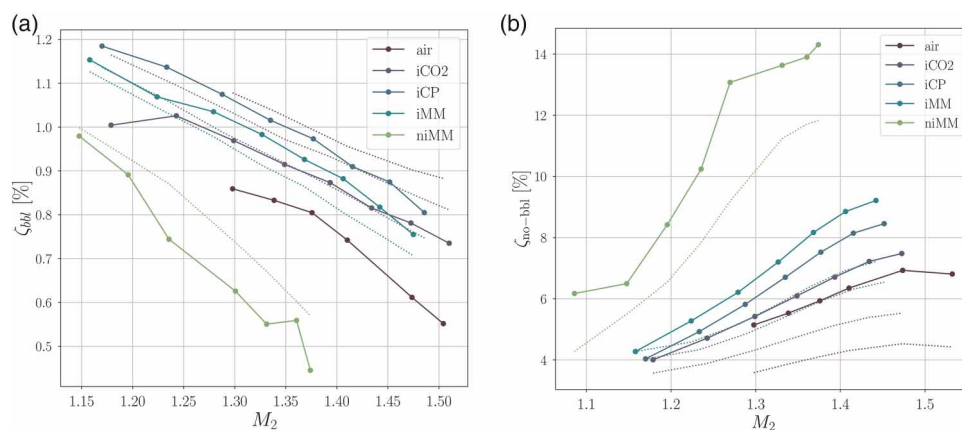 (a)
1.2
1.1
1.0
0.9
0.8
0.7
0.6
0.5
ζbbl [%]
1.15 1.20 1.25 1.30 1.35 1.40 1.45 1.50
M2
air
iCO2
iCP
iMM
niMM
(b)
14
12
10
8
6
4
ζno−bbl [%]
1.1 1.2 1.3 1.4 1.5
M2
air
iCO2
iCP
iMM
niMM